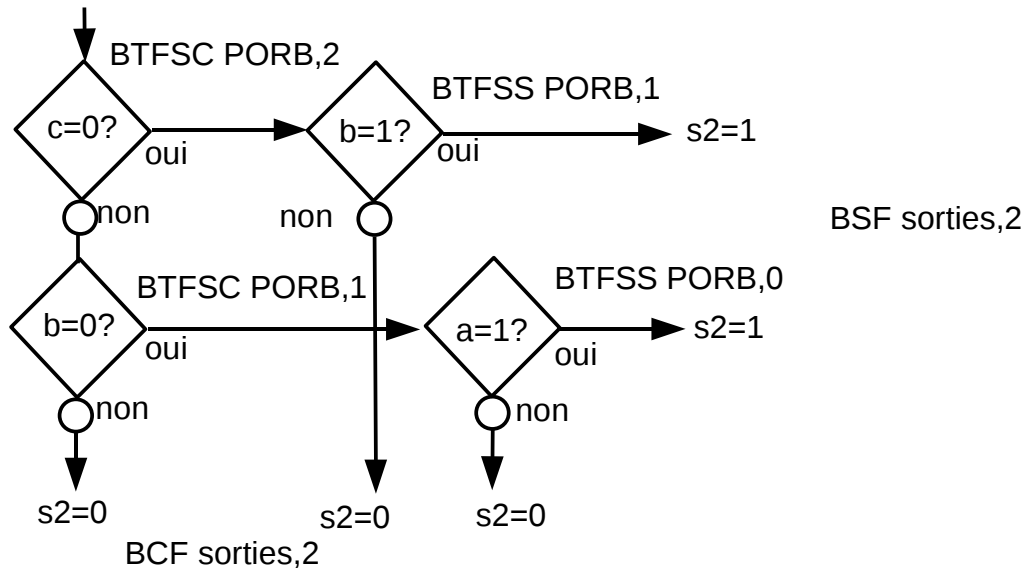 BTFSC PORB,2
BTFSS PORB,1
c=0?
b=1?
s2=1
oui
oui
non
non
BSF sorties,2
BTFSC PORB,1
BTFSS PORB,0
b=0?
a=1?
s2=1
oui
oui
non
non
s2=0
s2=0
s2=0
BCF sorties,2